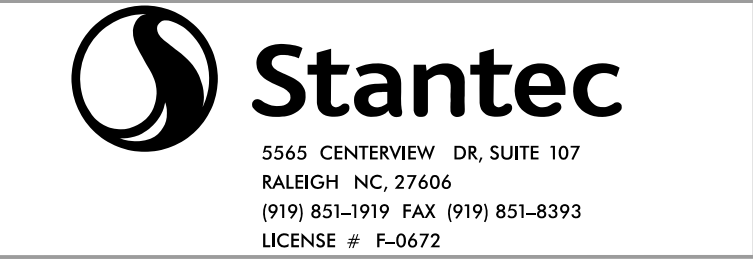 Stantec
5565 CENTERVIEW DR, SUITE 107
RALEIGH NC, 27606
(919) 851–1919 FAX (919) 851–8393
LICENSE # F–0672